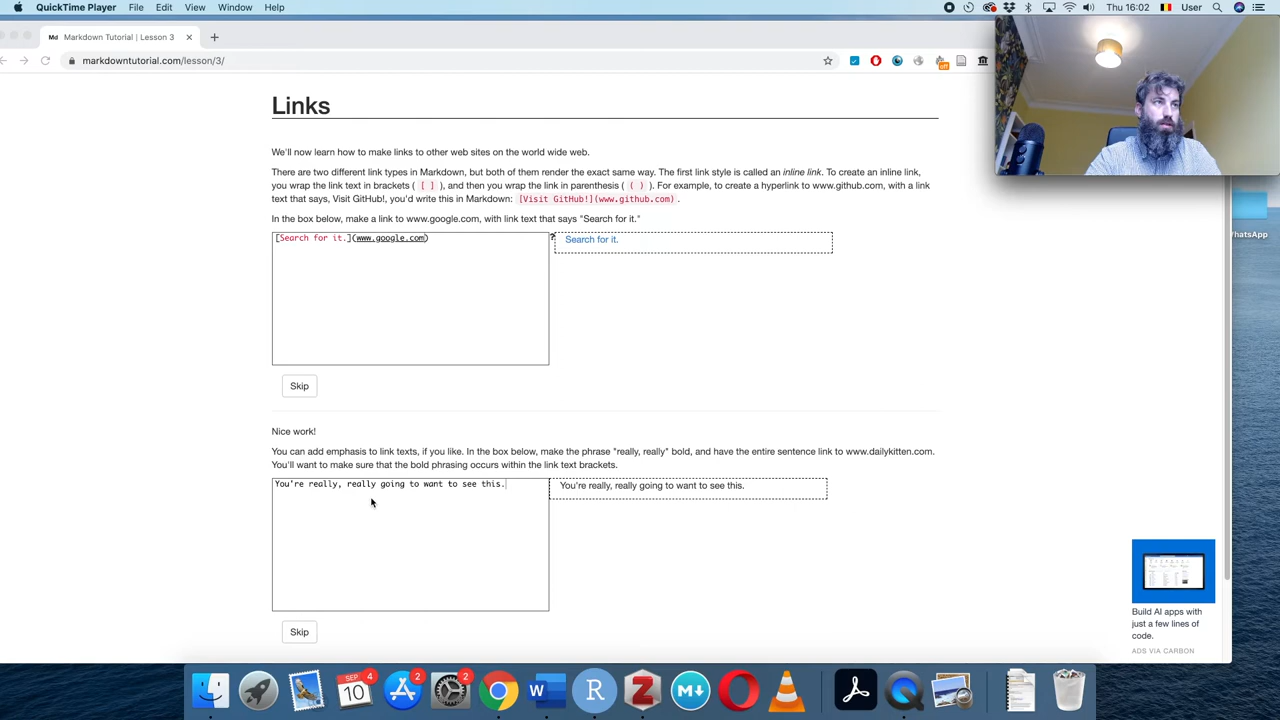 QuickTime Player File Edit View Window Help Thu 16:02 User
Md Markdown Tutorial | Lesson 3
markdowntutorial.com/lesson/3/
off
Links
We'll now learn how to make links to other web sites on the world wide web.
There are two different link types in Markdown, but both of them render the exact same way. The first link style is called an inline link. To create an inline link,
you wrap the link text in brackets ( [ ] ), and then you wrap the link in parenthesis ( ( ) ). For example, to create a hyperlink to www.github.com, with a link
text that says, Visit GitHub!, you'd write this in Markdown: [Visit GitHub!](www.github.com).
In the box below, make a link to www.google.com, with link text that says "Search for it."
[Search for it.](www.google.com) ? Search for it.
Skip
Nice work!
You can add emphasis to link texts, if you like. In the box below, make the phrase "really, really" bold, and have the entire sentence link to www.dailykitten.com.
You'll want to make sure that the bold phrasing occurs within the link text brackets.
You're really, really going to want to see this. You're really, really going to want to see this.
Skip
Build AI apps with
just a few lines of
code.
ADS VIA CARBON
WhatsApp
SEP 4 2 2
10 W R Z M